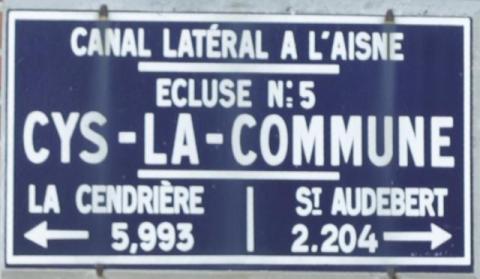 CANAL LATÉRAL A L'AISNE
ECLUSE N°: 5
CYS-LA-COMMUNE
LA CENDRIÈRE ST AUDEBERT
← 5,993 2.204 →